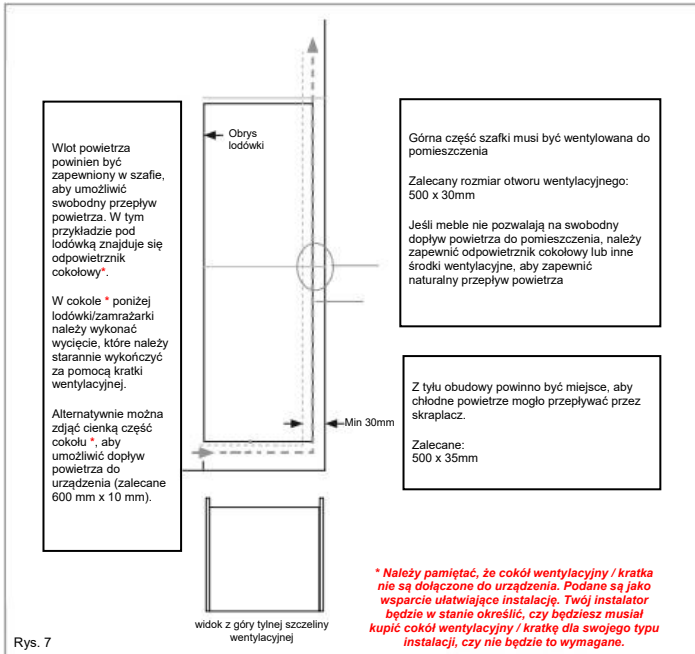 Wlot powietrza
powinien być
zapewniony w szafie,
aby umożliwić
swobodny przepływ
powietrza. W tym
przykładzie pod
lodówką znajduje się
odpowietrznik
cokołowy*.
W cokole * poniżej
lodówki/zamrażarki
należy wykonać
wycięcie, które należy
starannie wykończyć
za pomocą kratki
wentylacyjnej.
Alternatywnie można
zdjąć cienką część
cokołu *, aby
umożliwić dopływ
powietrza do
urządzenia (zalecane
600 mm x 10 mm).
Obrys
lodówki
Min 30mm
widok z góry tylnej szczeliny
wentylacyjnej
Górna część szafki musi być wentylowana do
pomieszczenia
Zalecany rozmiar otworu wentylacyjnego:
500 x 30mm
Jeśli meble nie pozwalają na swobodny
dopływ powietrza do pomieszczenia, należy
zapewnić odpowietrznik cokołowy lub inne
środki wentylacyjne, aby zapewnić
naturalny przepływ powietrza
Z tyłu obudowy powinno być miejsce, aby
chłodne powietrze mogło przepływać przez
skraplacz.
Zalecane:
500 x 35mm
* Należy pamiętać, że cokół wentylacyjny / kratka
nie są dołączone do urządzenia. Podane są jako
wsparcie ułatwiające instalację. Twój instalator
będzie w stanie określić, czy będziesz musiał
kupić cokół wentylacyjny / kratkę dla swojego typu
instalacji, czy nie będzie to wymagane.
Rys. 7